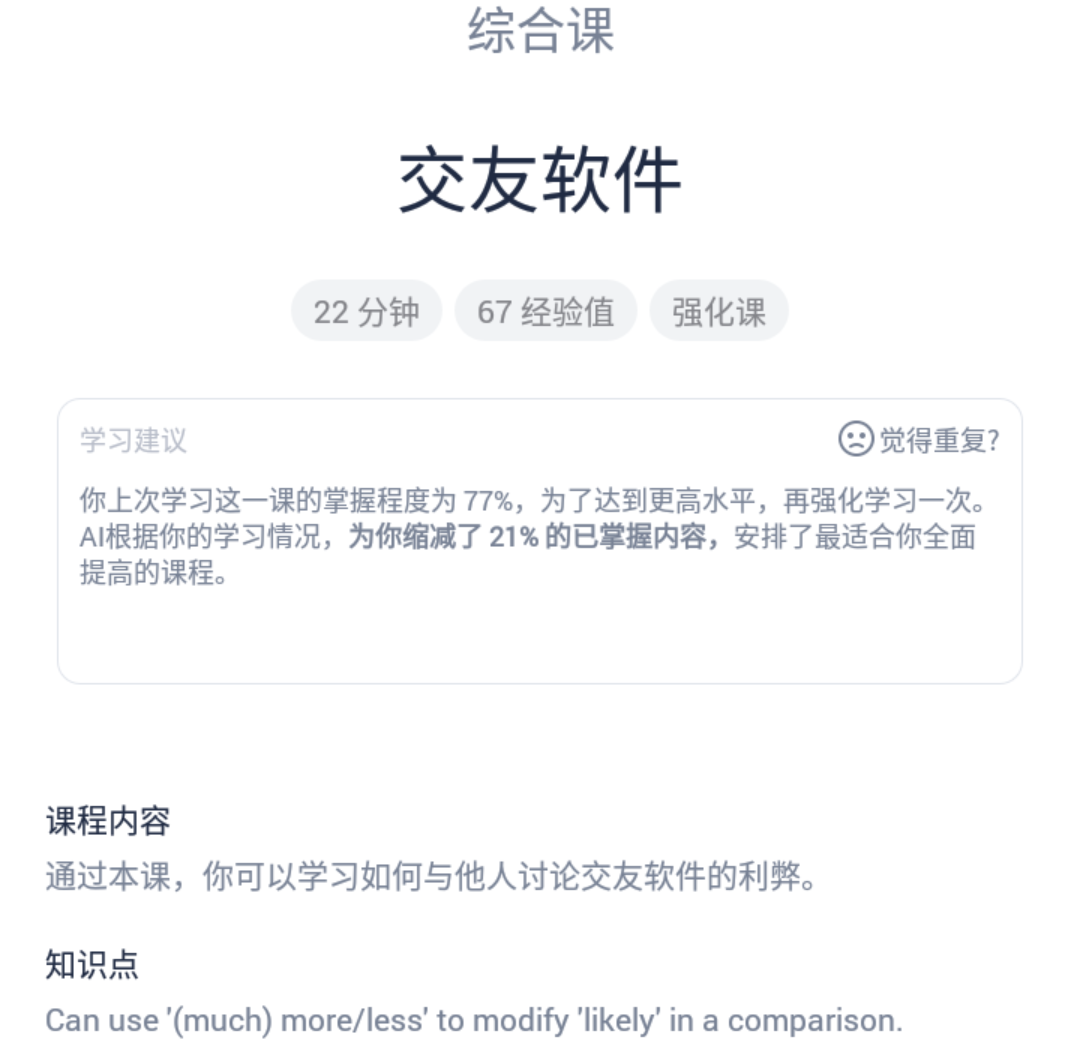 综合课
交友软件
22 分钟
67 经验值
强化课
学习建议
觉得重复?
你上次学习这一课的掌握程度为 77%，为了达到更高水平，再强化学习一次。
AI根据你的学习情况，为你缩减了 21% 的已掌握内容，安排了最适合你全面
提高的课程。
课程内容
通过本课，你可以学习如何与他人讨论交友软件的利弊。
知识点
Can use '(much) more/less' to modify 'likely' in a comparison.